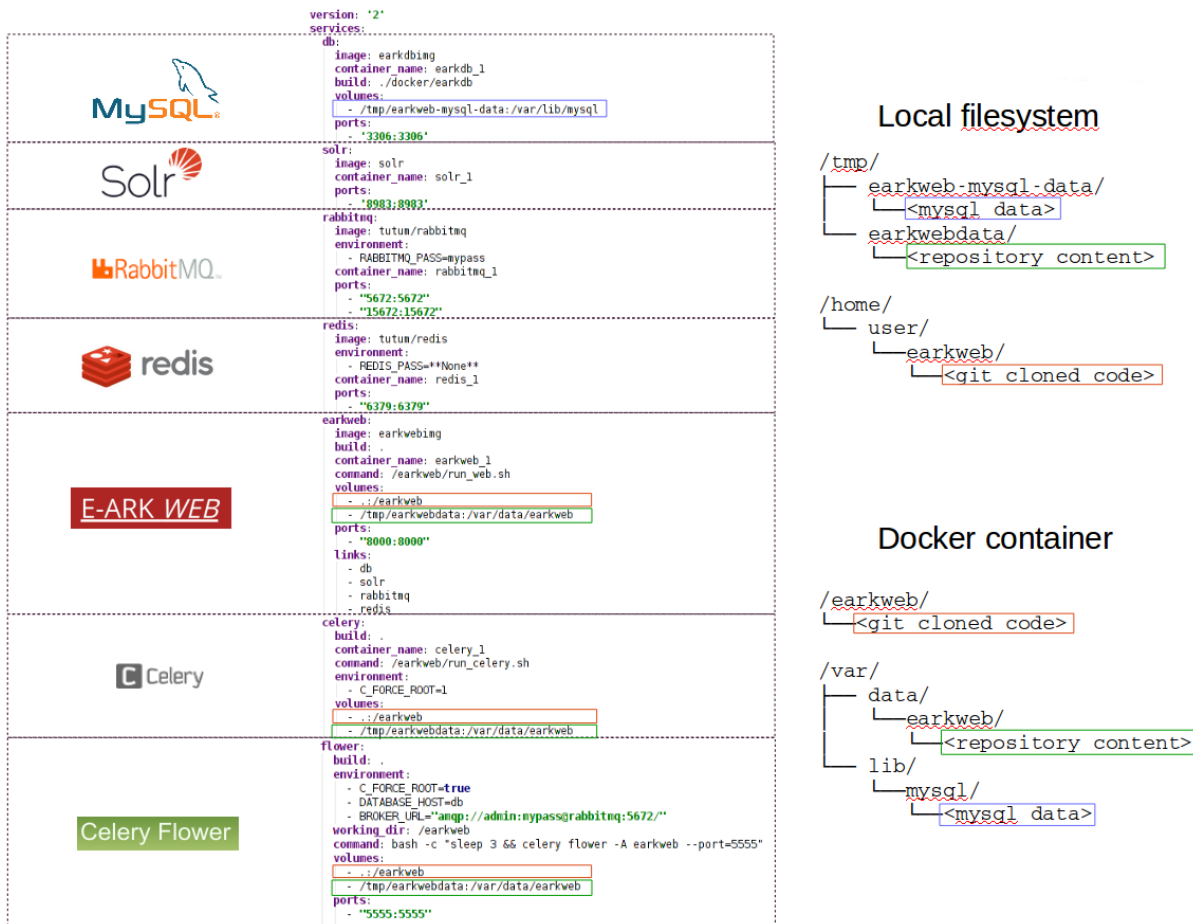 version: '2'
services:
MySQL
db:
image: earkdbimg
container_name: earkdb_1
build: ./docker/earkdb
volumes:
- /tmp/earkweb-mysql-data:/var/lib/mysql
ports:
- '3306:3306'
Solr
solr:
image: solr
container_name: solr_1
ports:
- '8983:8983'
RabbitMQ
rabbitmq:
image: tutum/rabbitmq
environment:
- RABBITMQ_PASS=mypass
container_name: rabbitmq_1
ports:
- "5672:5672"
- "15672:15672"
redis
redis:
image: tutum/redis
environment:
- REDIS_PASS=**None**
container_name: redis_1
ports:
- "6379:6379"
E-ARK WEB
earkweb:
image: earkwebimg
build: .
container_name: earkweb_1
command: /earkweb/run_web.sh
volumes:
- .:/earkweb
- /tmp/earkwebdata:/var/data/earkweb
ports:
- "8000:8000"
links:
- db
- solr
- rabbitmq
- redis
C Celery
celery:
build: .
container_name: celery_1
command: /earkweb/run_celery.sh
environment:
- C_FORCE_ROOT=1
volumes:
- .:/earkweb
- /tmp/earkwebdata:/var/data/earkweb
Celery Flower
flower:
build: .
environment:
- C_FORCE_ROOT=true
- DATABASE_HOST=db
- BROKER_URL="amqp://admin:mypass@rabbitmq:5672/"
working_dir: /earkweb
command: bash -c "sleep 3 && celery flower -A earkweb --port=5555"
volumes:
- .:/earkweb
- /tmp/earkwebdata:/var/data/earkweb
ports:
- "5555:5555"
Local filesystem
/tmp/
├── earkweb-mysql-data/
│   └──<mysql data>
└── earkwebdata/
    └──<repository content>
/home/
└── user/
    └──earkweb/
        └──<git cloned code>
Docker container
/earkweb/
└──<git cloned code>
/var/
├── data/
│   └──earkweb/
│       └──<repository content>
└── lib/
    └──mysql/
        └──<mysql data>